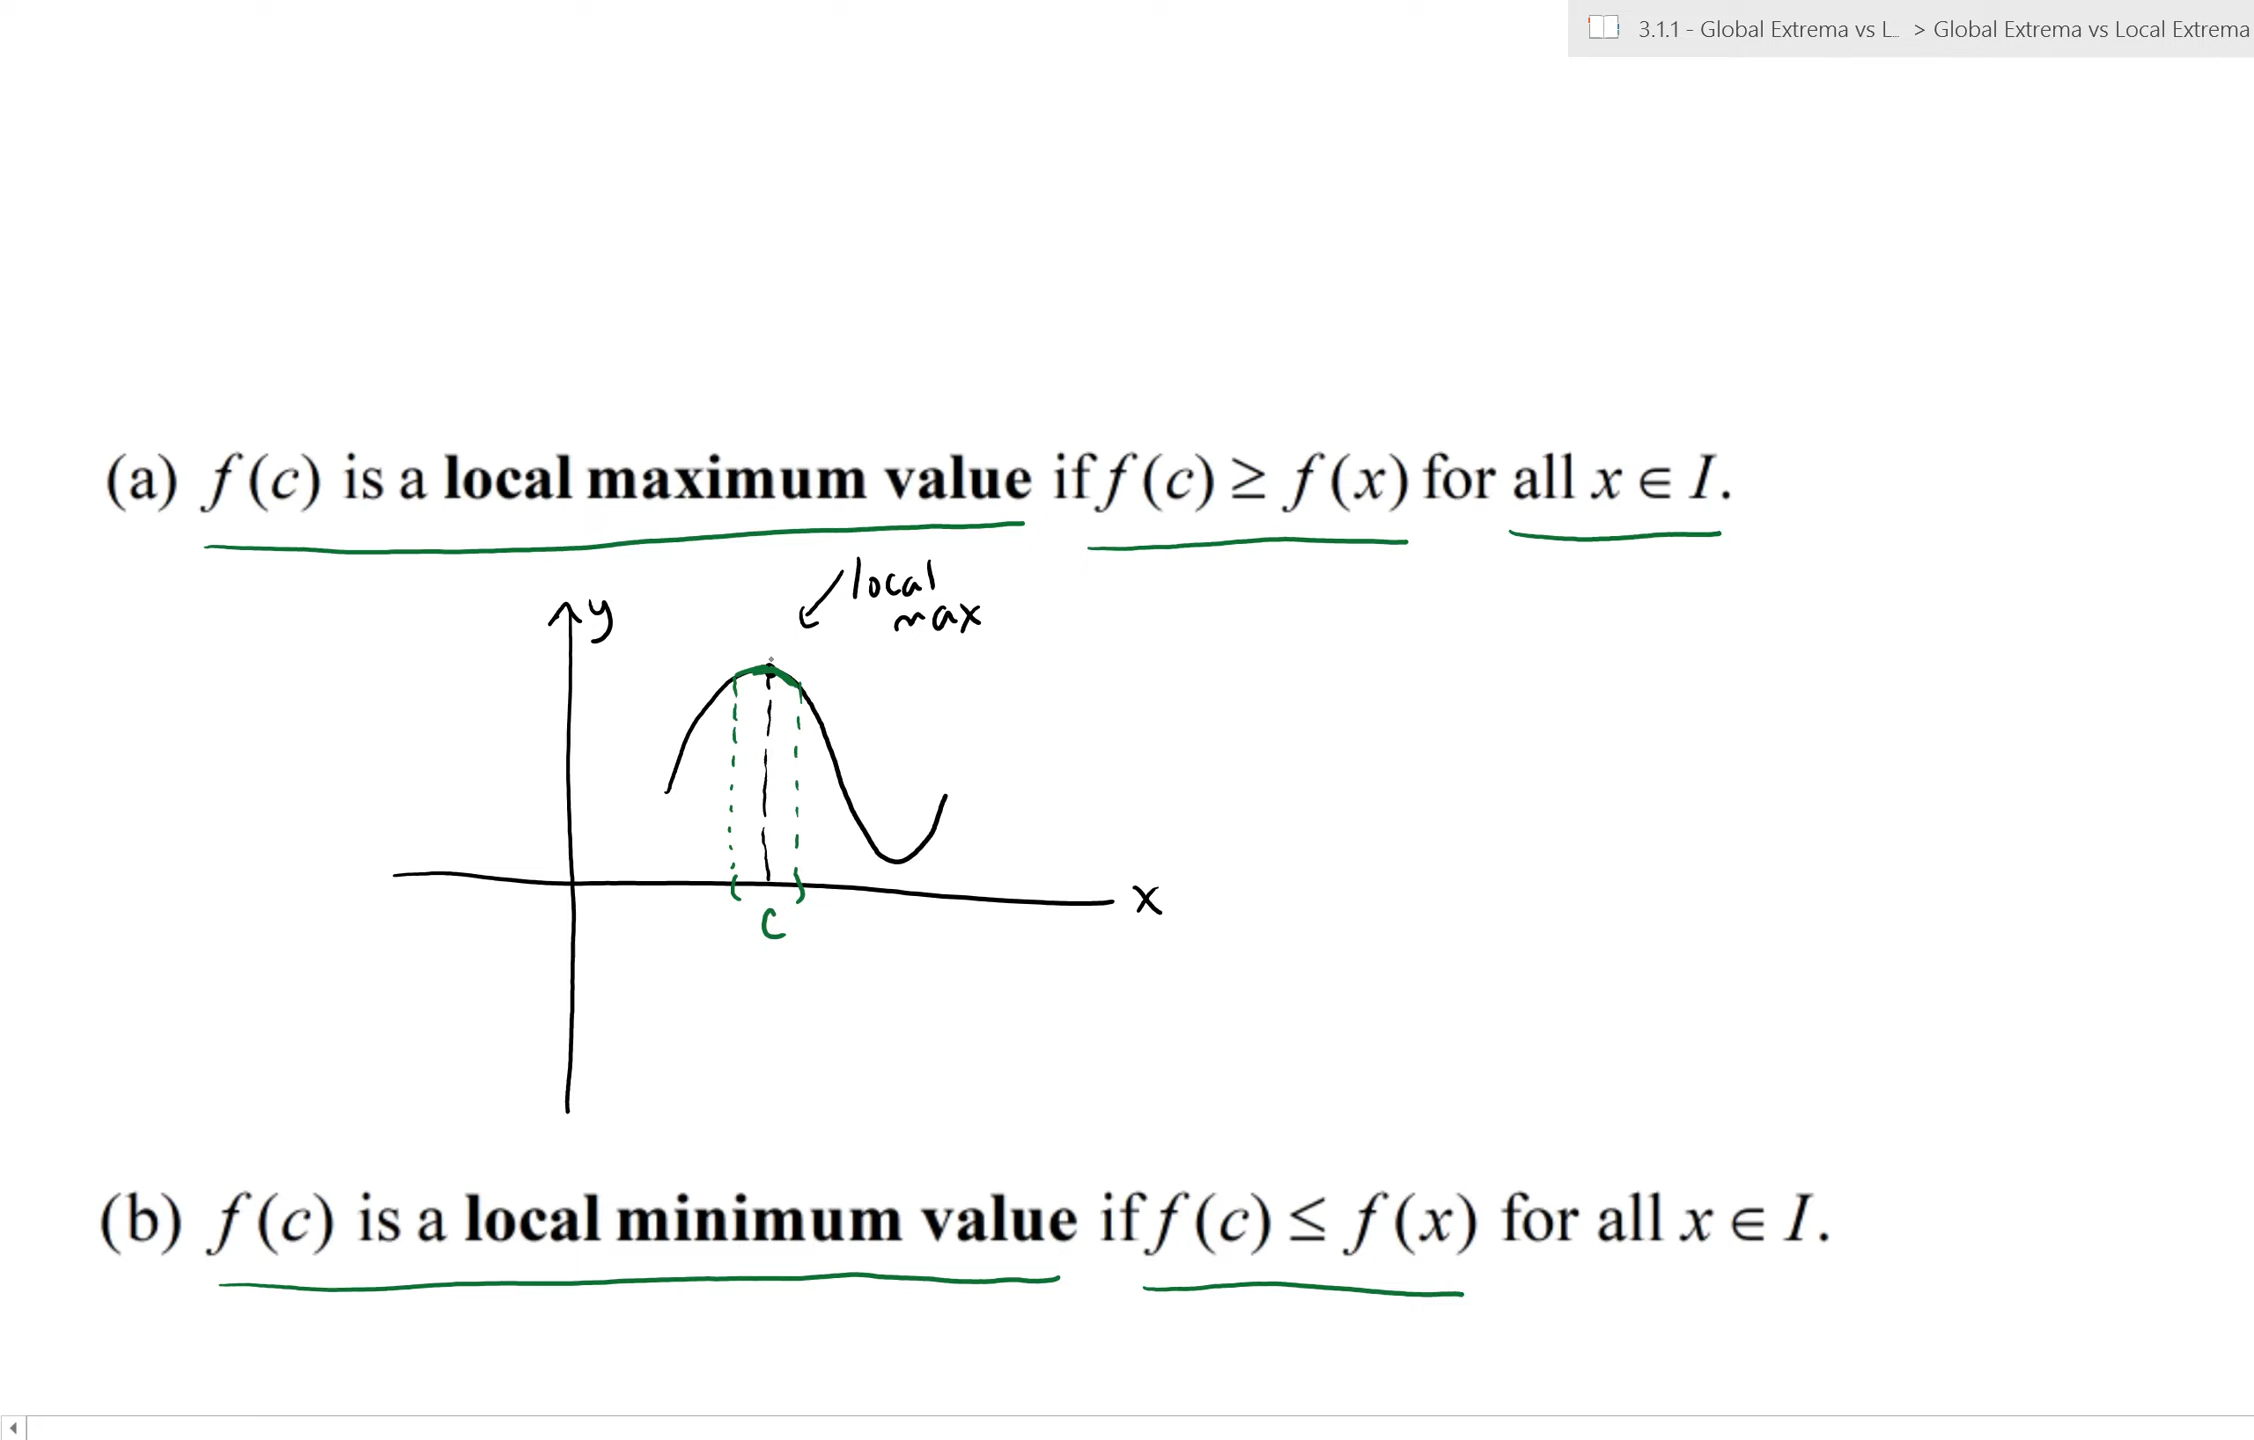 3.1.1 - Global Extrema vs L... > Global Extrema vs Local Extrema
(a) f(c) is a local maximum value if f(c) ≥ f(x) for all x ∈ I.
local
max
y
x
c
(b) f(c) is a local minimum value if f(c) ≤ f(x) for all x ∈ I.